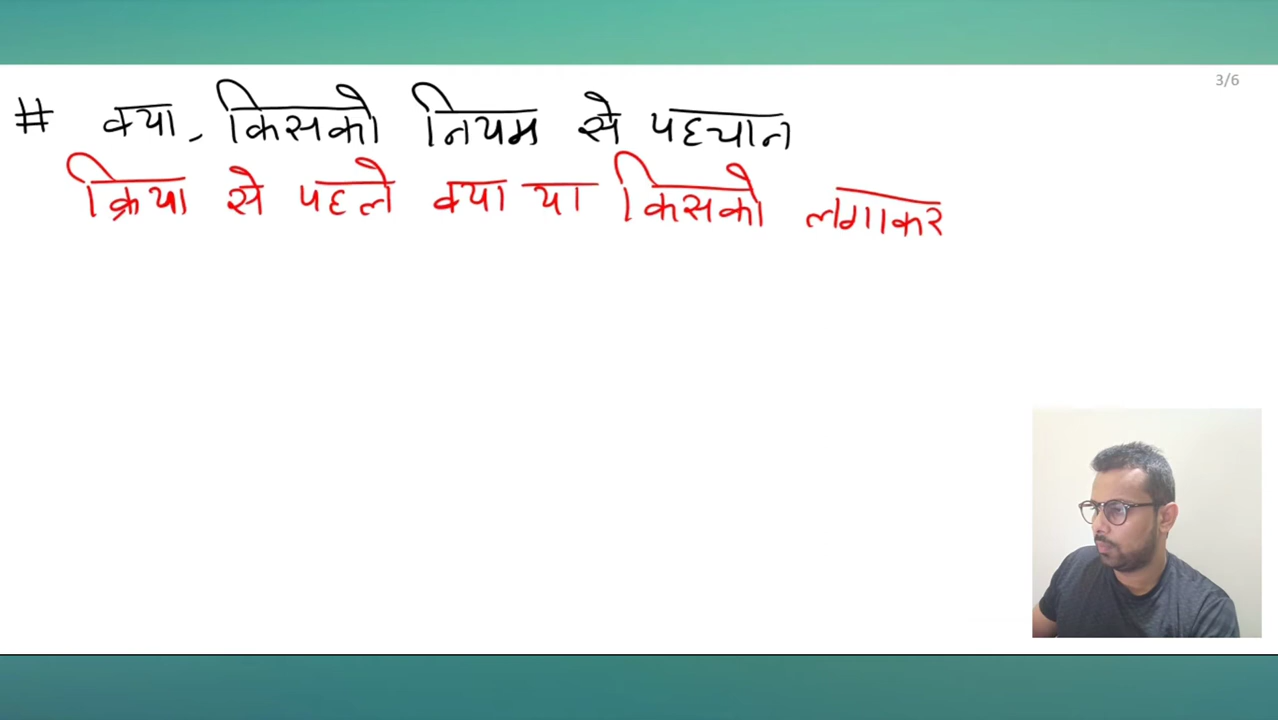 3/6
# क्या, किसको नियम से पहचान
क्रिया से पहले क्या या किसको लगाकर